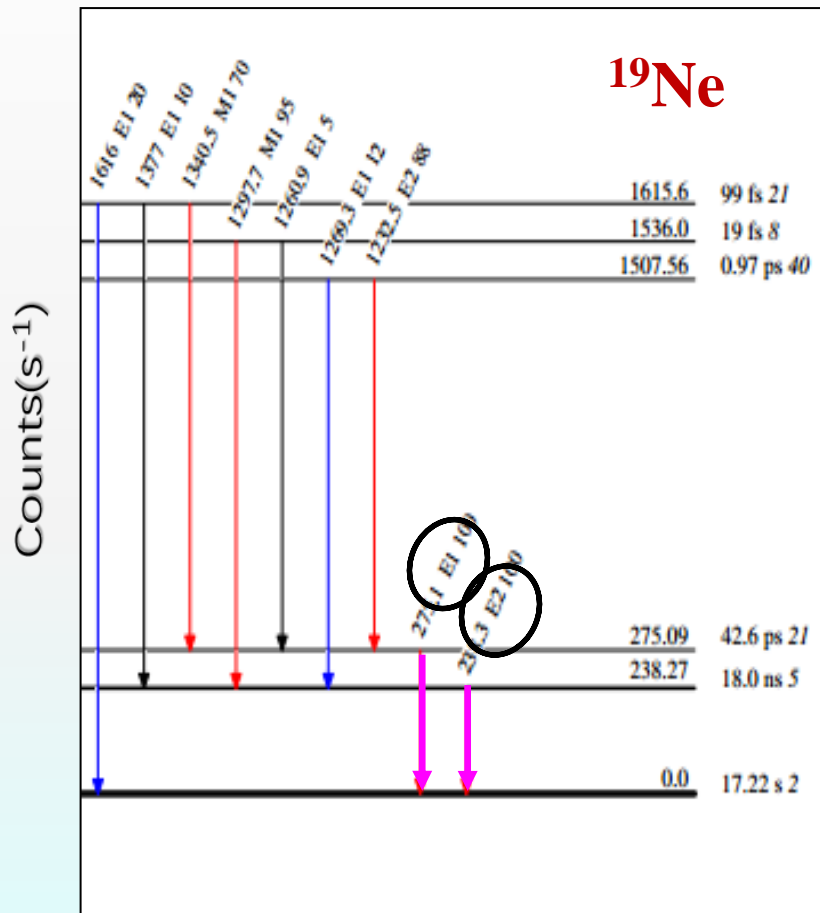 ¹⁹Ne
1616 E1 20
1377 E1 10
1340.5 M1 70
1297.7 M1 95
1260.9 E1 5
1269.3 E1 12
1232.5 E2 88
1615.6 99 fs 21
1536.0 19 fs 8
1507.56 0.97 ps 40
Counts(s⁻¹)
E1 100
E2 100
275.09 42.6 ps 21
238.27 18.0 ns 5
0.0 17.22 s 2